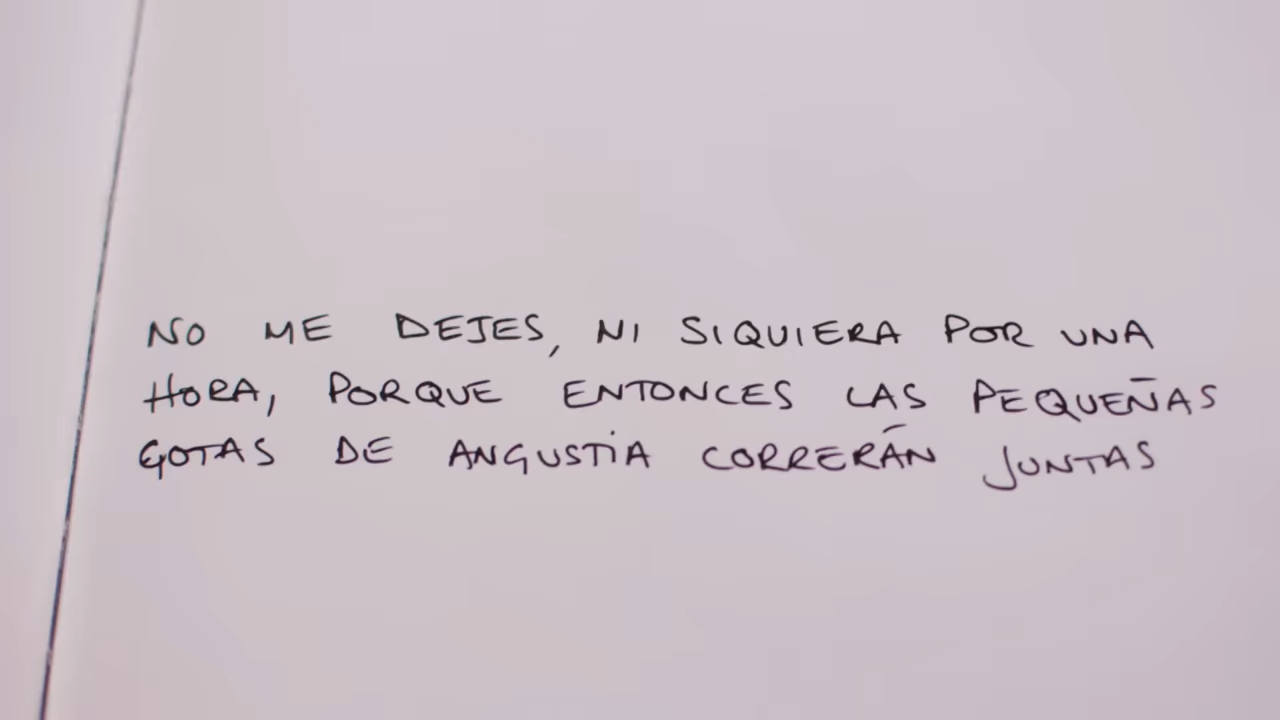 NO ME DEJES, NI SIQUIERA POR UNA
HORA, PORQUE ENTONCES LAS PEQUEÑAS
GOTAS DE ANGUSTIA CORRERÁN JUNTAS